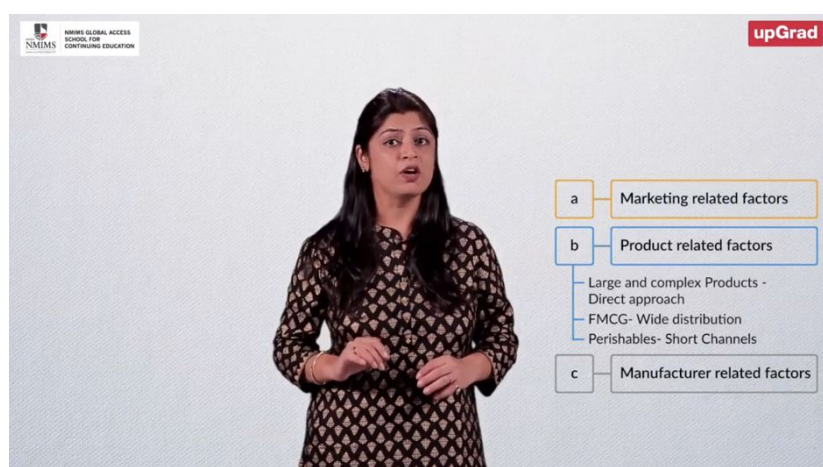 NMIMS
NMIMS GLOBAL ACCESS
SCHOOL FOR
CONTINUING EDUCATION
upGrad
a Marketing related factors
b Product related factors
Large and complex Products -
Direct approach
FMCG- Wide distribution
Perishables- Short Channels
c Manufacturer related factors